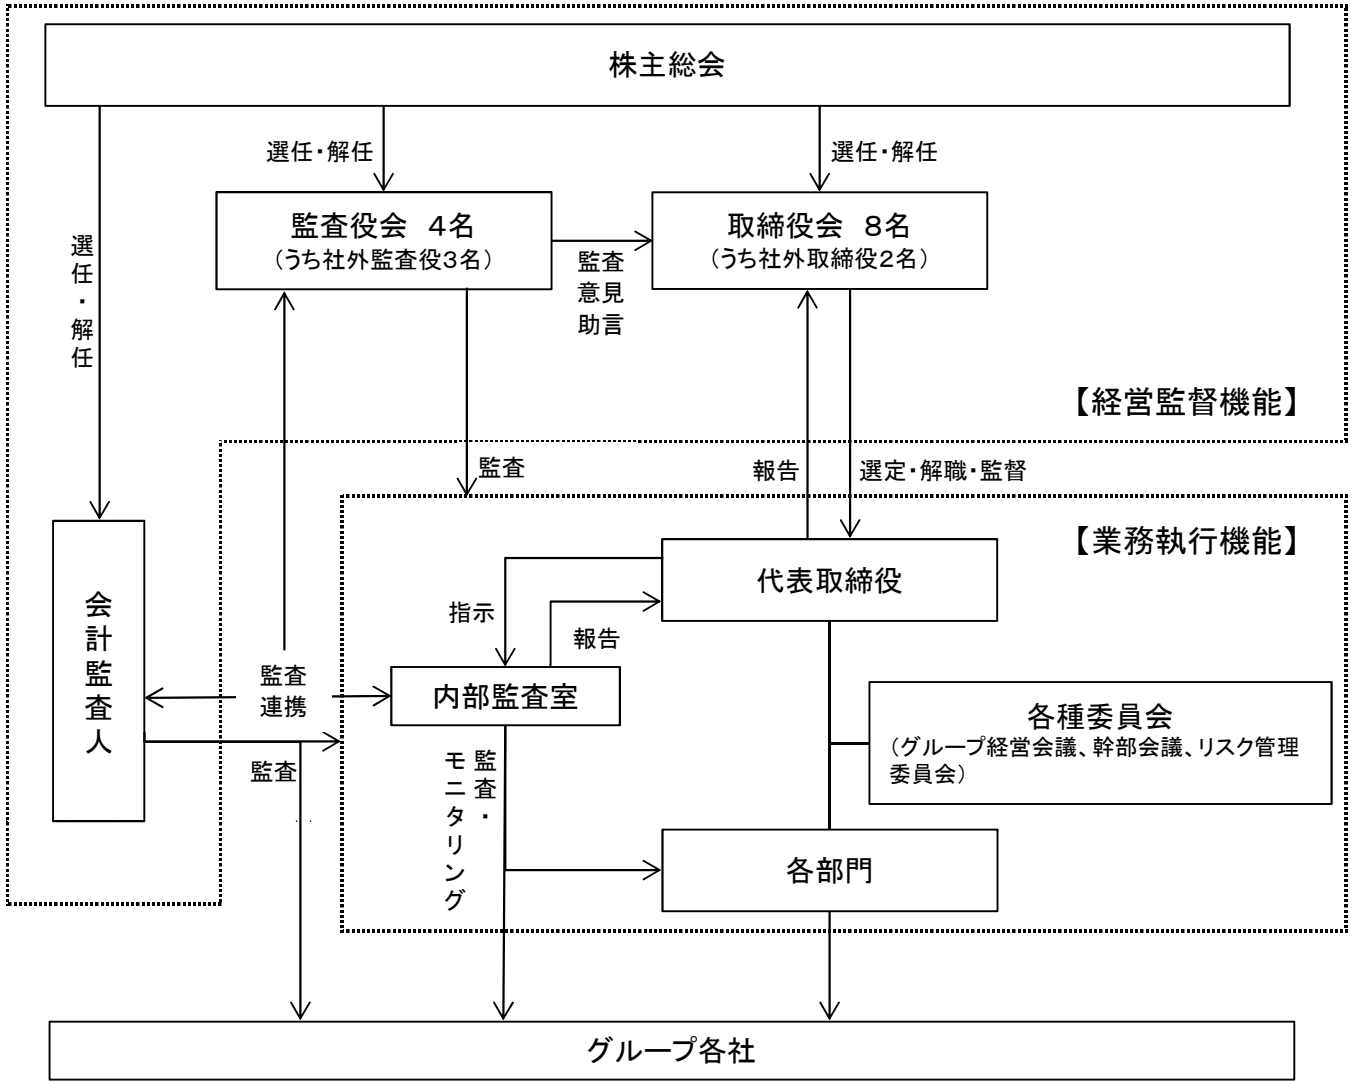 株主総会
選任・解任
選任・解任
選任・解任
監査役会　4名
（うち社外監査役3名）
取締役会　8名
（うち社外取締役2名）
監査
意見
助言
【経営監督機能】
監査
報告
選定・解職・監督
【業務執行機能】
代表取締役
指示
報告
会計監査人
監査
連携
内部監査室
各種委員会
（グループ経営会議、幹部会議、リスク管理
委員会）
監査
監査・
モニタリング
各部門
グループ各社